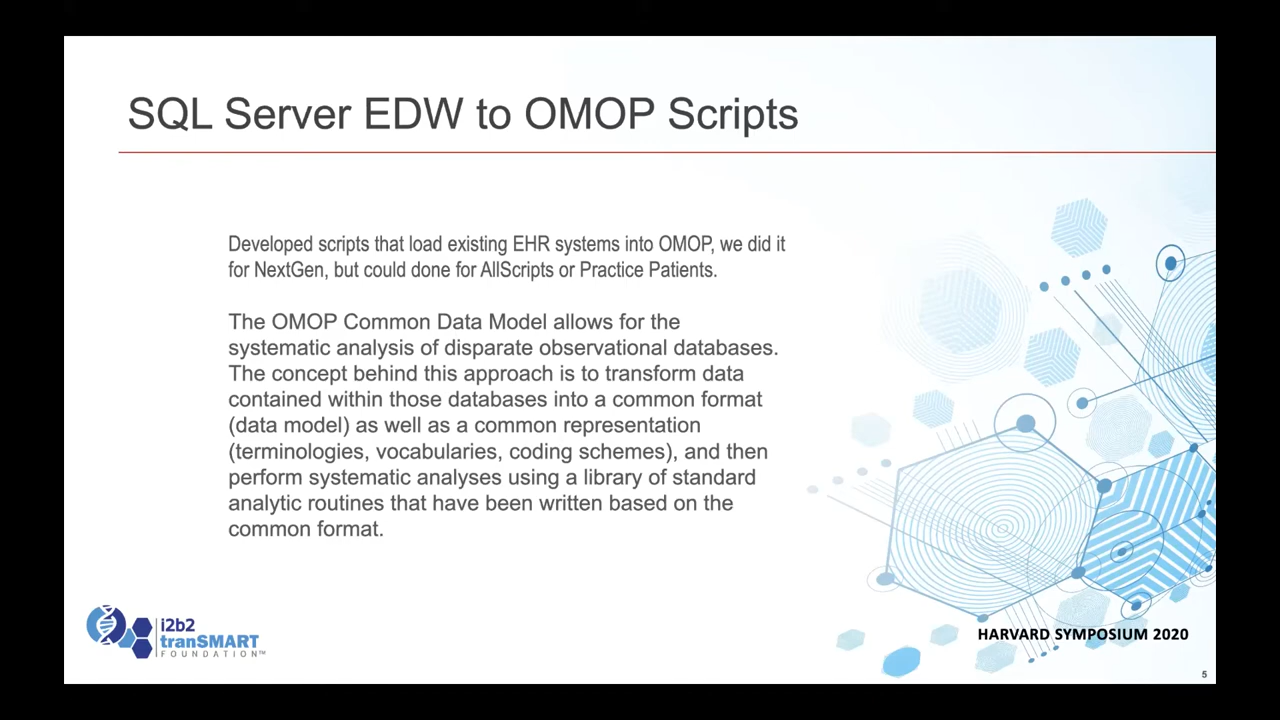 SQL Server EDW to OMOP Scripts
Developed scripts that load existing EHR systems into OMOP, we did it
for NextGen, but could done for AllScripts or Practice Patients.
The OMOP Common Data Model allows for the
systematic analysis of disparate observational databases.
The concept behind this approach is to transform data
contained within those databases into a common format
(data model) as well as a common representation
(terminologies, vocabularies, coding schemes), and then
perform systematic analyses using a library of standard
analytic routines that have been written based on the
common format.
i2b2
tranSMART
FOUNDATION™
HARVARD SYMPOSIUM 2020
5